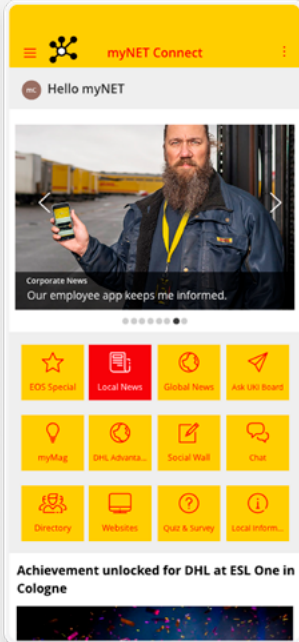 myNET Connect
mc Hello myNET
Corporate News
Our employee app keeps me informed.
EOS Special Local News Global News Ask UKI Board
myMag DHL Advanta... Social Wall Chat
Directory Websites Quiz & Survey Local Inform...
Achievement unlocked for DHL at ESL One in
Cologne